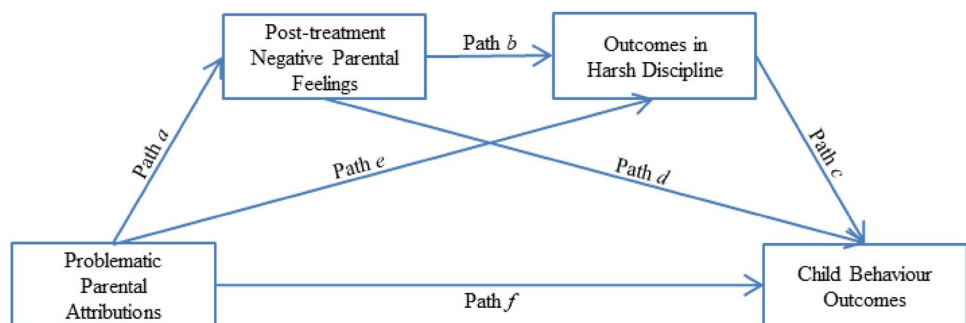 Post-treatment
Negative Parental
Feelings
Path b
Outcomes in
Harsh Discipline
Path a
Path e
Path d
Path c
Problematic
Parental
Attributions
Path f
Child Behaviour
Outcomes